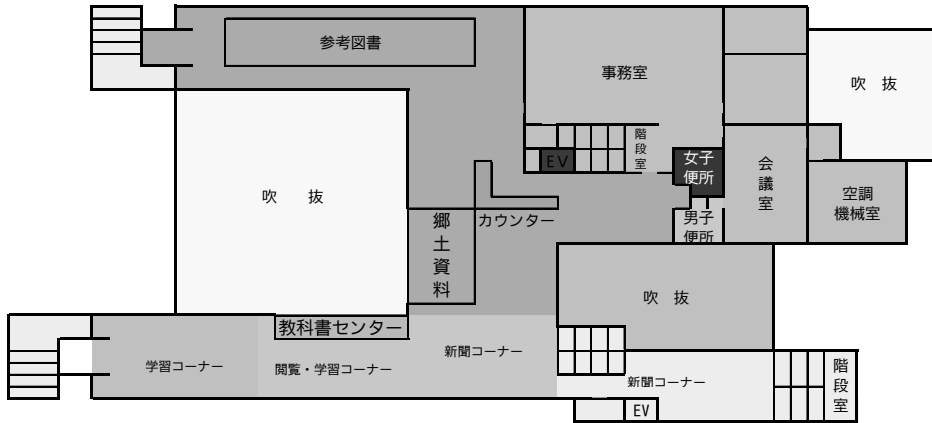 参考図書
事務室
吹 抜
階
段
室
EV
女子
便所
会
議
室
空調
機械室
吹 抜
郷
土
資
料
カウンター
男子
便所
吹 抜
教科書センター
新聞コーナー
学習コーナー
閲覧・学習コーナー
新聞コーナー
階
段
室
EV